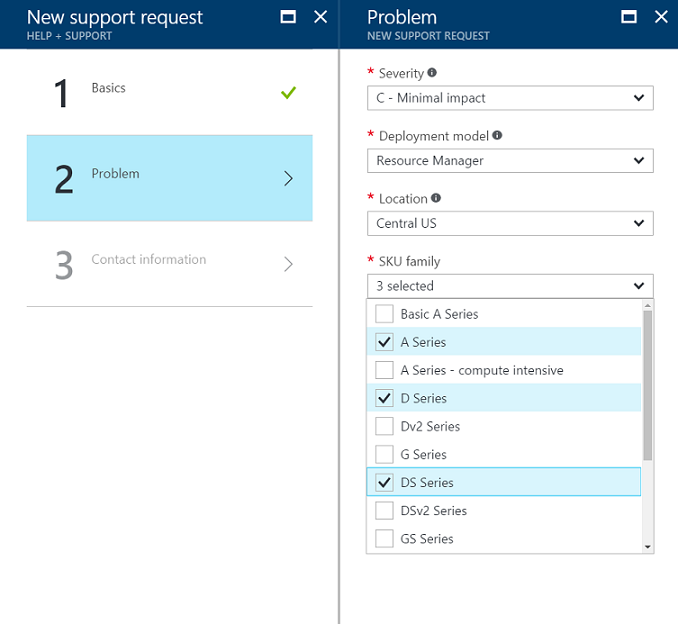 New support request
HELP + SUPPORT
1 Basics
2 Problem
3 Contact information
Problem
NEW SUPPORT REQUEST
* Severity
C - Minimal impact
* Deployment model
Resource Manager
* Location
Central US
* SKU family
3 selected
Basic A Series
A Series
A Series - compute intensive
D Series
Dv2 Series
G Series
DS Series
DSv2 Series
GS Series